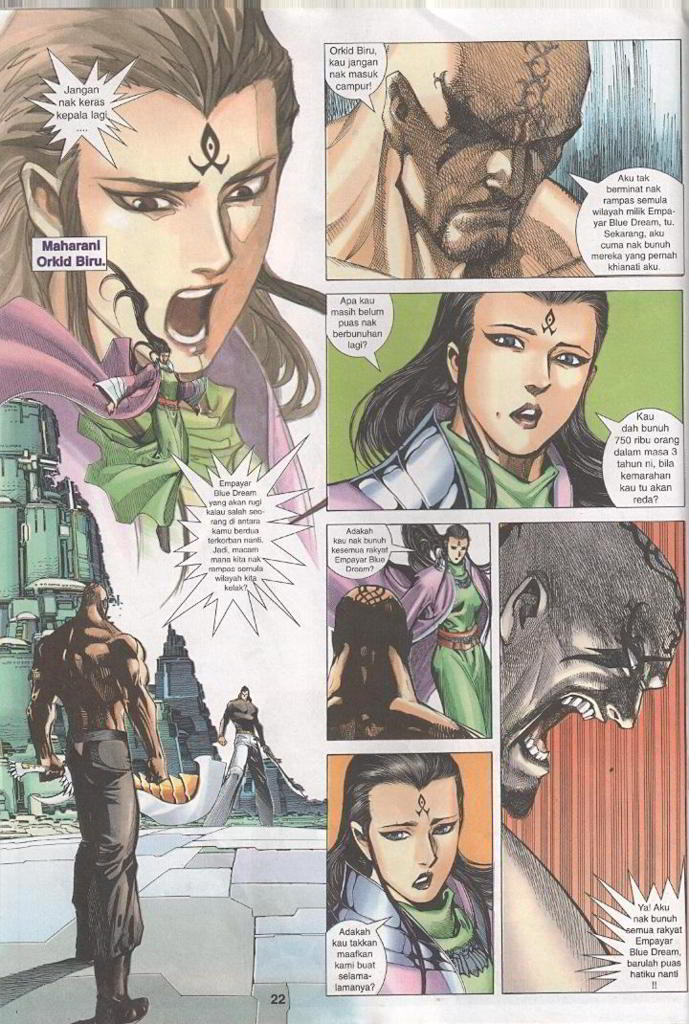 Jangan
nak keras
kepala lagi
....
Maharani
Orkid Biru.
Empayar
Blue Dream
yang akan rugi
kalau salah seo-
rang di antara
kamu berdua
terkorban nanti.
Jadi, macam
mana kita nak
rampas semula
wilayah kita
kelak?
Orkid Biru,
kau jangan
nak masuk
campur!
Aku tak
berminat nak
rampas semula
wilayah milik Empa-
yar Blue Dream, tu.
Sekarang, aku
cuma nak bunuh
mereka yang pernah
khianati aku.
Apa kau
masih belum
puas nak
berbunuhan
lagi?
Kau
dah bunuh
750 ribu orang
dalam masa 3
tahun ni, bila
kemarahan
kau tu akan
reda?
Adakah
kau nak bunuh
kesemua rakyat
Empayar Blue
Dream?
Adakah
kau takkan
maafkan
kami buat
selama-
lamanya?
Ya! Aku
nak bunuh
semua rakyat
Empayar
Blue Dream,
barulah puas
hatiku nanti
!!
22